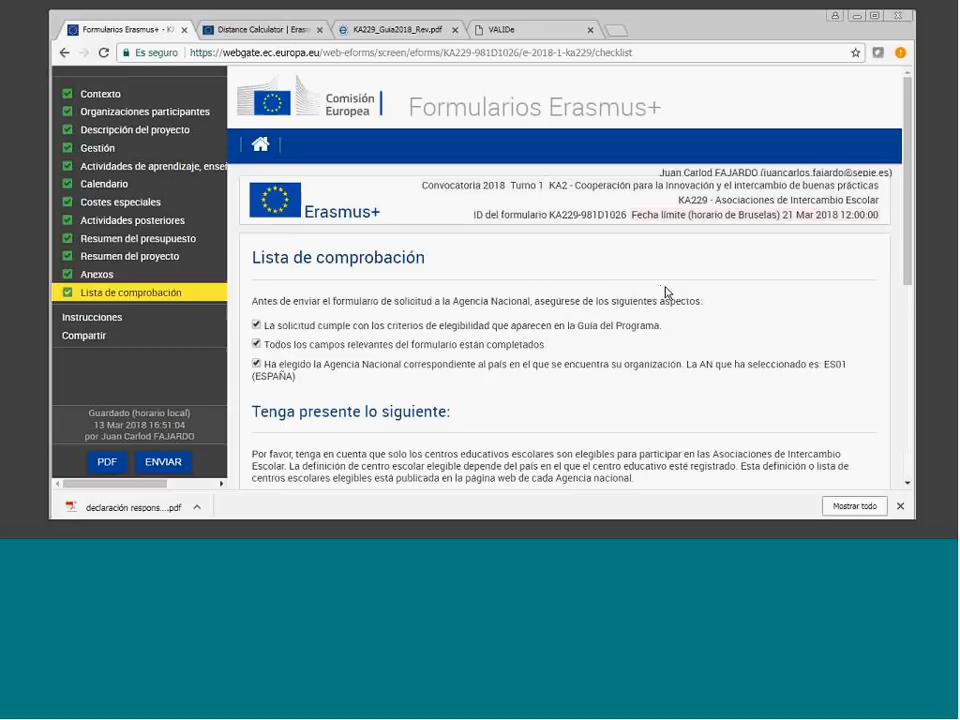 Formularios Erasmus+ - K/
Distance Calculator | Erasm
KA229_Guia2018_Rev.pdf
VALIDe
Es seguro
https://webgate.ec.europa.eu/web-eforms/screen/eforms/KA229-981D1026/e-2018-1-ka229/checklist
Contexto
Organizaciones participantes
Descripción del proyecto
Gestión
Actividades de aprendizaje, enseñ
Calendario
Costes especiales
Actividades posteriores
Resumen del presupuesto
Resumen del proyecto
Anexos
Lista de comprobación
Instrucciones
Compartir
Guardado (horario local)
13 Mar 2018 16:51:04
por Juan Carlod FAJARDO
PDF
ENVIAR
Comisión
Europea
Formularios Erasmus+
Juan Carlod FAJARDO (juancarlos.fajardo@sepie.es)
Erasmus+
Convocatoria 2018 Turno 1 KA2 - Cooperación para la innovación y el intercambio de buenas prácticas
KA229 - Asociaciones de Intercambio Escolar
ID del formulario KA229-981D1026 Fecha límite (horario de Bruselas) 21 Mar 2018 12:00:00
Lista de comprobación
Antes de enviar el formulario de solicitud a la Agencia Nacional, asegúrese de los siguientes aspectos:
La solicitud cumple con los criterios de elegibilidad que aparecen en la Guía del Programa.
Todos los campos relevantes del formulario están completados
Ha elegido la Agencia Nacional correspondiente al país en el que se encuentra su organización. La AN que ha seleccionado es: ES01
(ESPAÑA)
Tenga presente lo siguiente:
Por favor, tenga en cuenta que solo los centros educativos escolares son elegibles para participar en las Asociaciones de Intercambio
Escolar. La definición de centro escolar elegible depende del país en el que el centro educativo esté registrado. Esta definición o lista de
centros escolares elegibles está publicada en la página web de cada Agencia nacional.
declaración respons....pdf
Mostrar todo